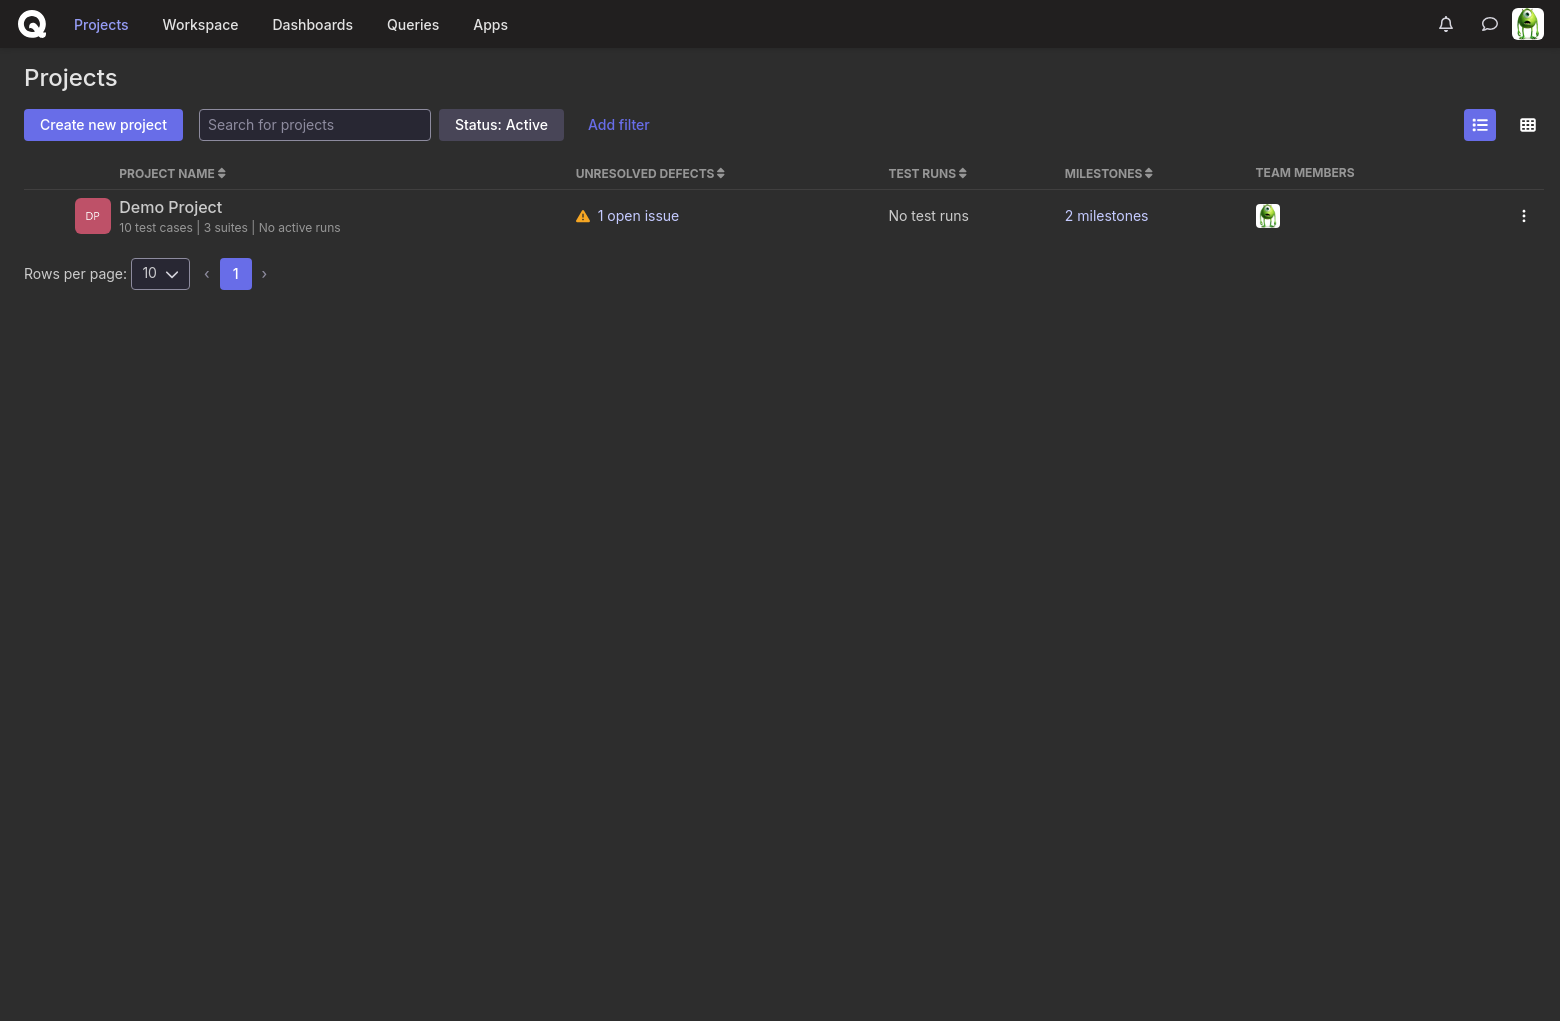 Projects Workspace Dashboards Queries Apps
Projects
Create new project Search for projects Status: Active Add filter
PROJECT NAME UNRESOLVED DEFECTS TEST RUNS MILESTONES TEAM MEMBERS
DP Demo Project 1 open issue No test runs 2 milestones
10 test cases | 3 suites | No active runs
Rows per page: 10 ‹ 1 ›